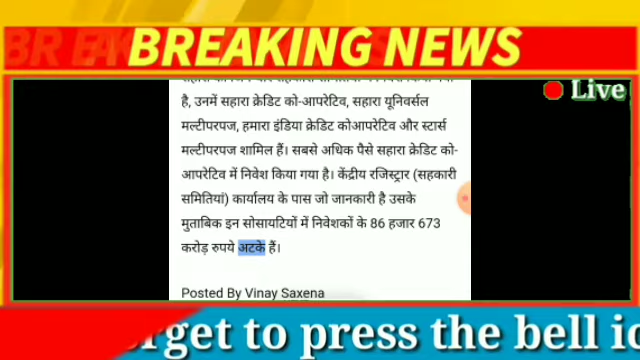 BREAKING NEWS
Live
है, उनमें सहारा क्रेडिट को-आपरेटिव, सहारा यूनिवर्सल
मल्टीपरपज, हमारा इंडिया क्रेडिट कोआपरेटिव और स्टार्स
मल्टीपरपज शामिल हैं। सबसे अधिक पैसे सहारा क्रेडिट को-
आपरेटिव में निवेश किया गया है। केंद्रीय रजिस्ट्रार (सहकारी
समितियां) कार्यालय के पास जो जानकारी है उसके
मुताबिक इन सोसायटियों में निवेशकों के 86 हजार 673
करोड़ रुपये अटके हैं।
Posted By Vinay Saxena
to press the bell